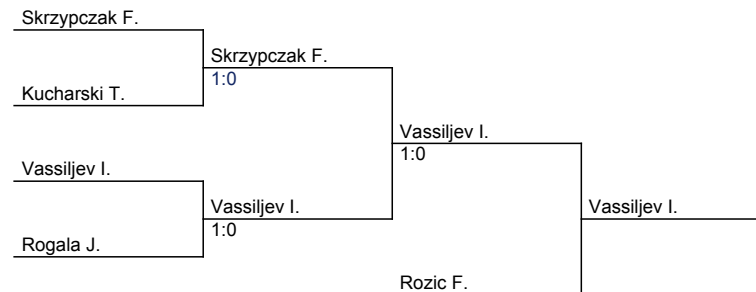 Skrzypczak F.
Skrzypczak F.
1:0
Kucharski T.
Vassiljev I.
1:0
Vassiljev I.
Vassiljev I.
1:0
Vassiljev I.
Rogala J.
Rozic F.